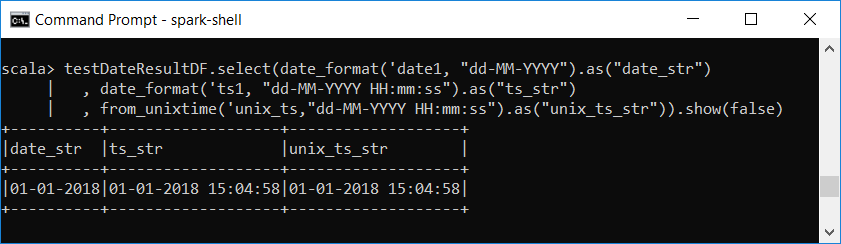 Command Prompt - spark-shell
scala> testDateResultDF.select(date_format('date1, "dd-MM-YYYY").as("date_str")
     |   , date_format('ts1, "dd-MM-YYYY HH:mm:ss").as("ts_str")
     |   , from_unixtime('unix_ts,"dd-MM-YYYY HH:mm:ss").as("unix_ts_str")).show(false)
+----------+-------------------+-------------------+
|date_str  |ts_str             |unix_ts_str        |
+----------+-------------------+-------------------+
|01-01-2018|01-01-2018 15:04:58|01-01-2018 15:04:58|
+----------+-------------------+-------------------+